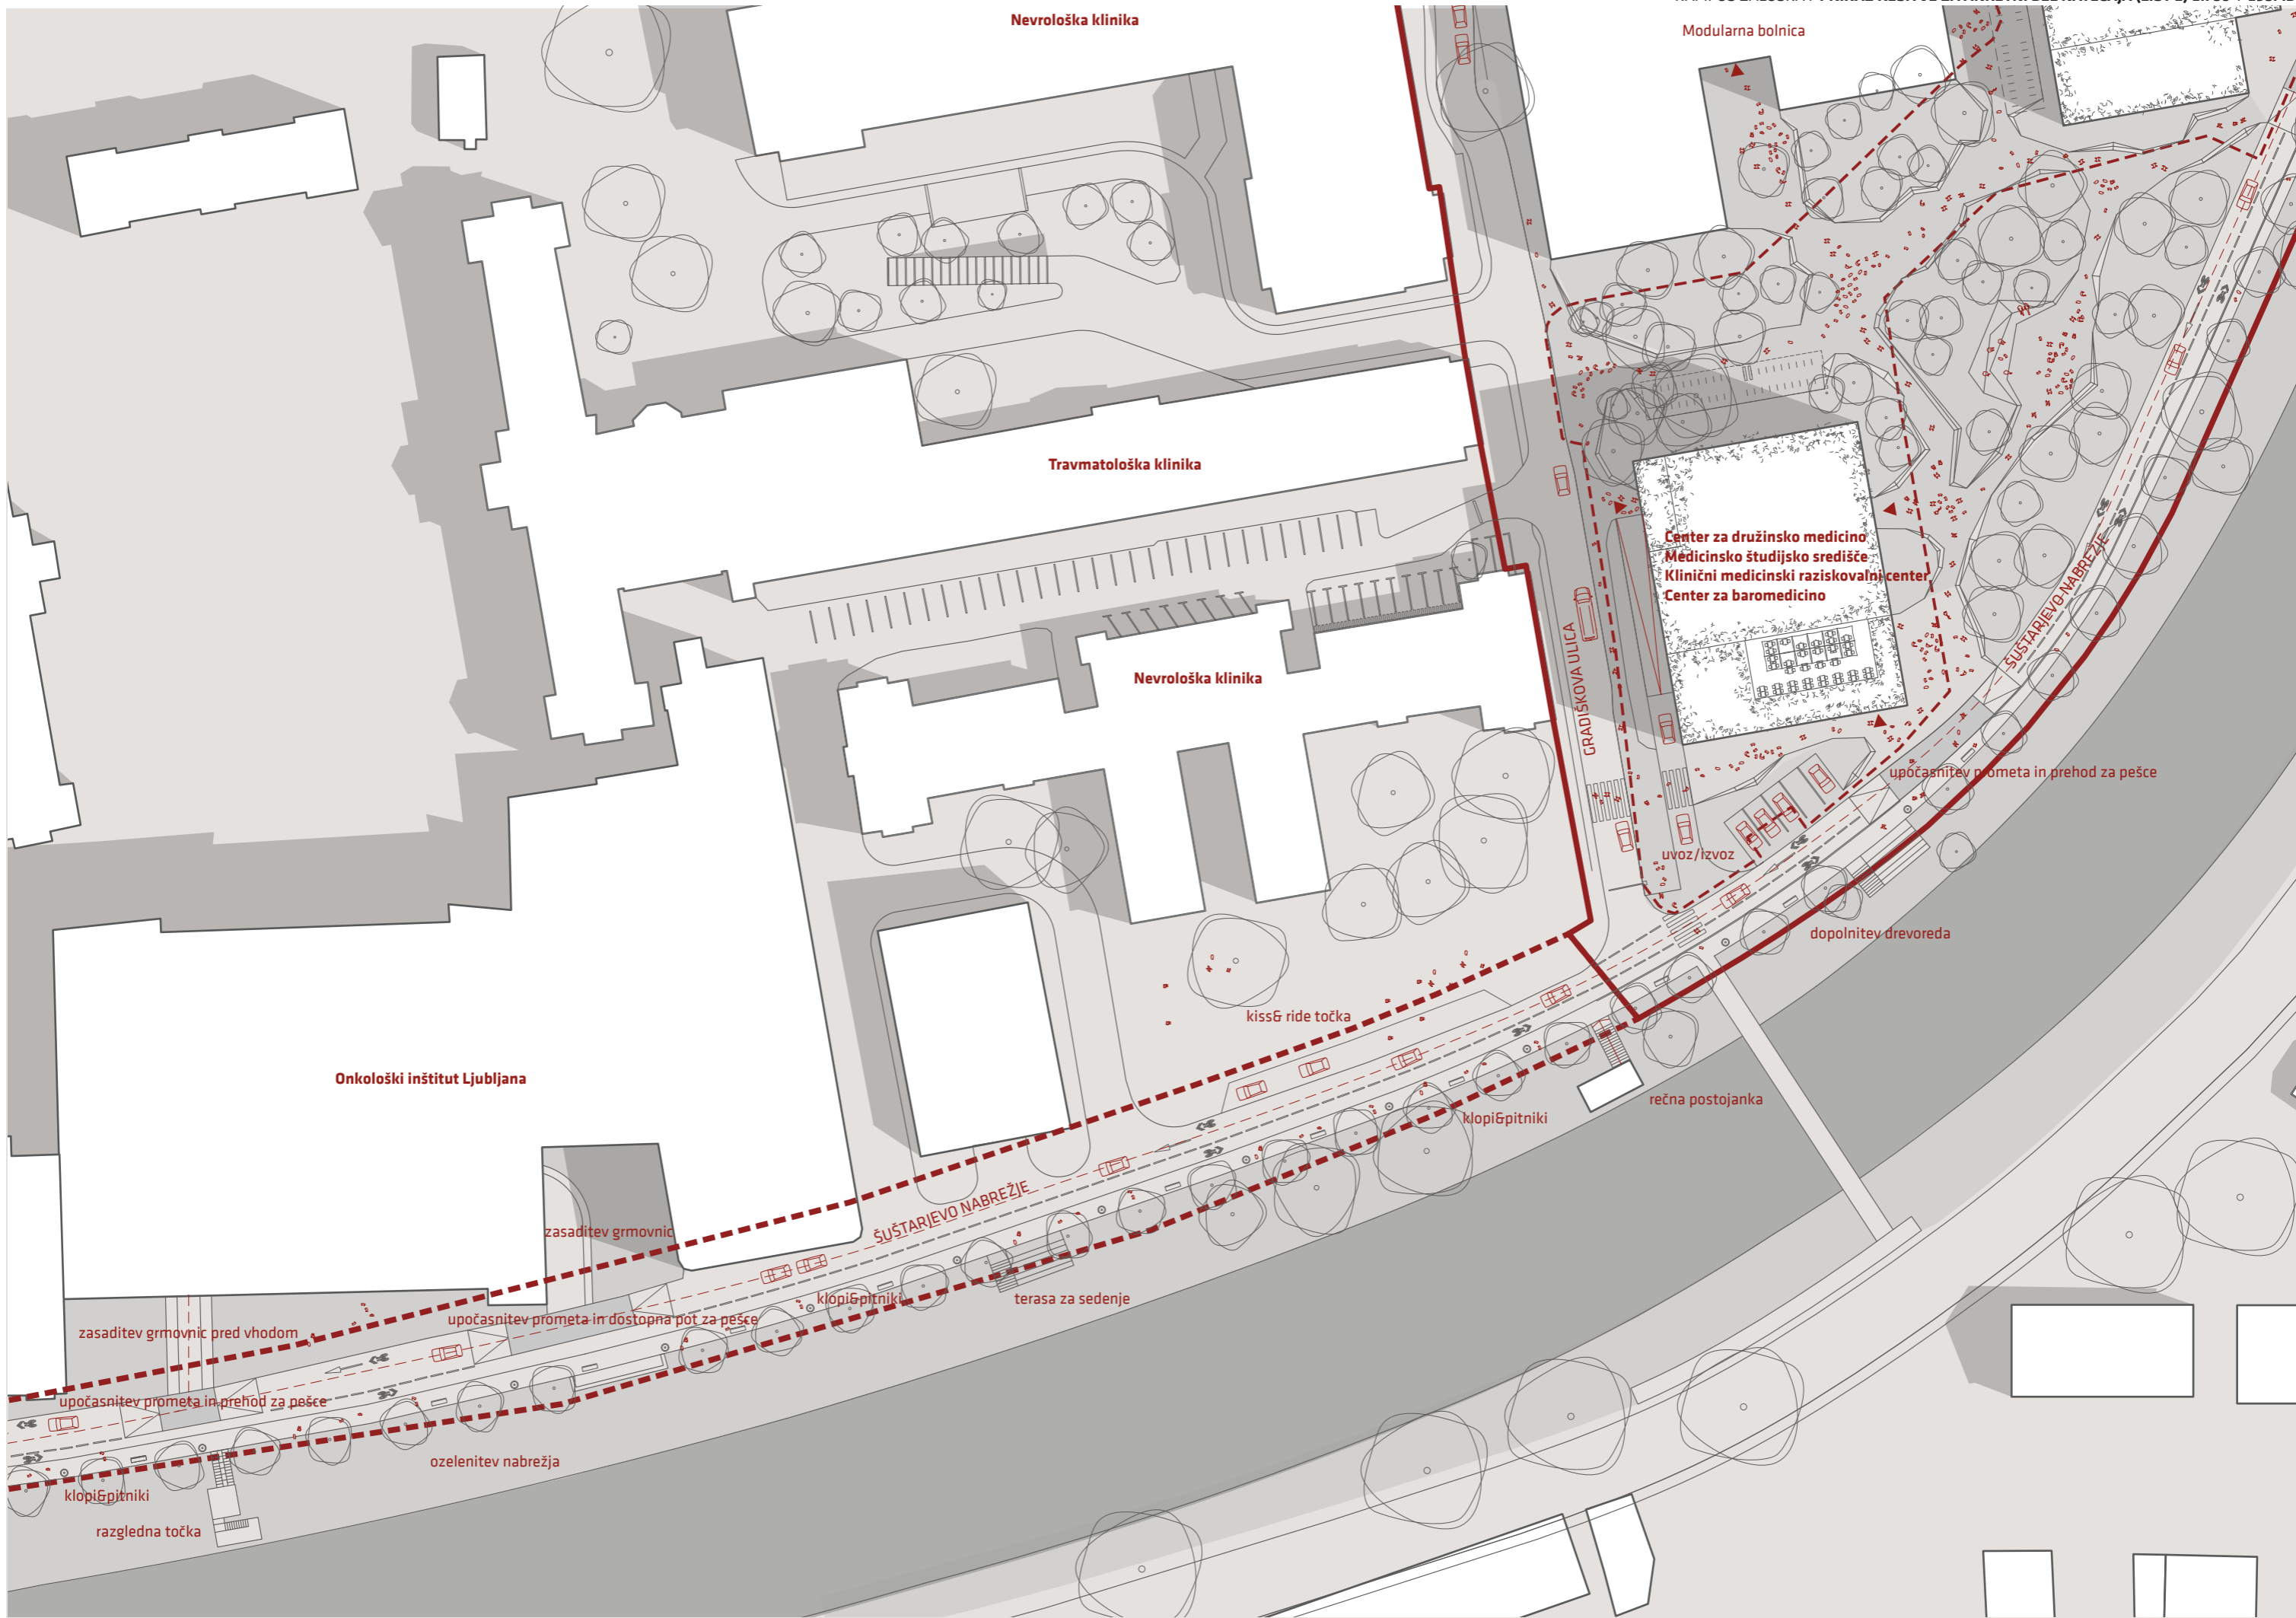 Nevrološka klinika
Modularna bolnica
Travmatološka klinika
Center za družinsko medicino
Medicinsko študijsko središče
Klinični medicinski raziskovalni center
Center za baromedicino
ŠUŠTARJEVO NABREŽJE
GRADIŠKOVA ULICA
Nevrološka klinika
upočasnitev prometa in prehod za pešce
uvoz/izvoz
dopolnitev drevoreda
kiss& ride točka
Onkološki inštitut Ljubljana
rečna postojanka
klopi&pitniki
ŠUŠTARJEVO NABREŽJE
zasaditev grmovnic
klopi&pitniki
terasa za sedenje
upočasnitev prometa in dostopna pot za pešce
zasaditev grmovnic pred vhodom
upočasnitev prometa in prehod za pešce
ozelenitev nabrežja
klopi&pitniki
razgledna točka